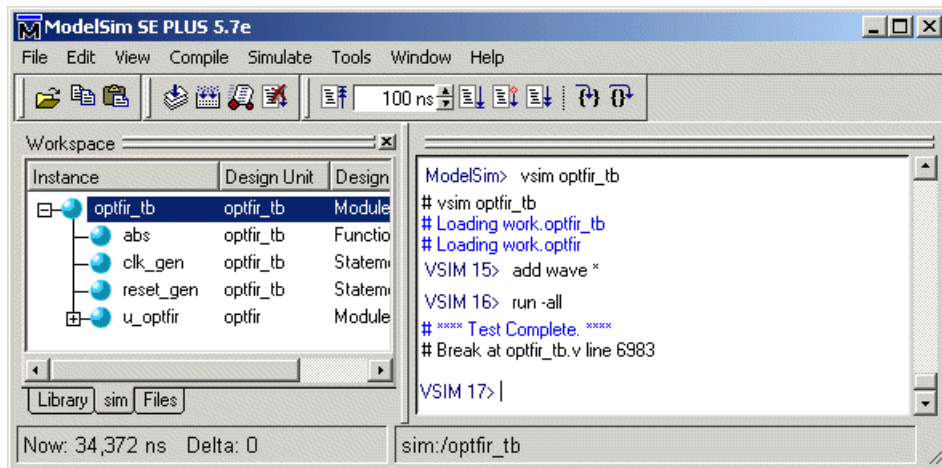 ModelSim SE PLUS 5.7e
File Edit View Compile Simulate Tools Window Help
100 ns
Workspace
Instance Design Unit Design
optfir_tb optfir_tb Module
abs optfir_tb Functio
clk_gen optfir_tb Statem
reset_gen optfir_tb Statem
u_optfir optfir Module
Library sim Files
ModelSim> vsim optfir_tb
# vsim optfir_tb
# Loading work.optfir_tb
# Loading work.optfir
VSIM 15> add wave *
VSIM 16> run -all
# **** Test Complete. ****
# Break at optfir_tb.v line 6983
VSIM 17>
Now: 34,372 ns Delta: 0
sim:/optfir_tb